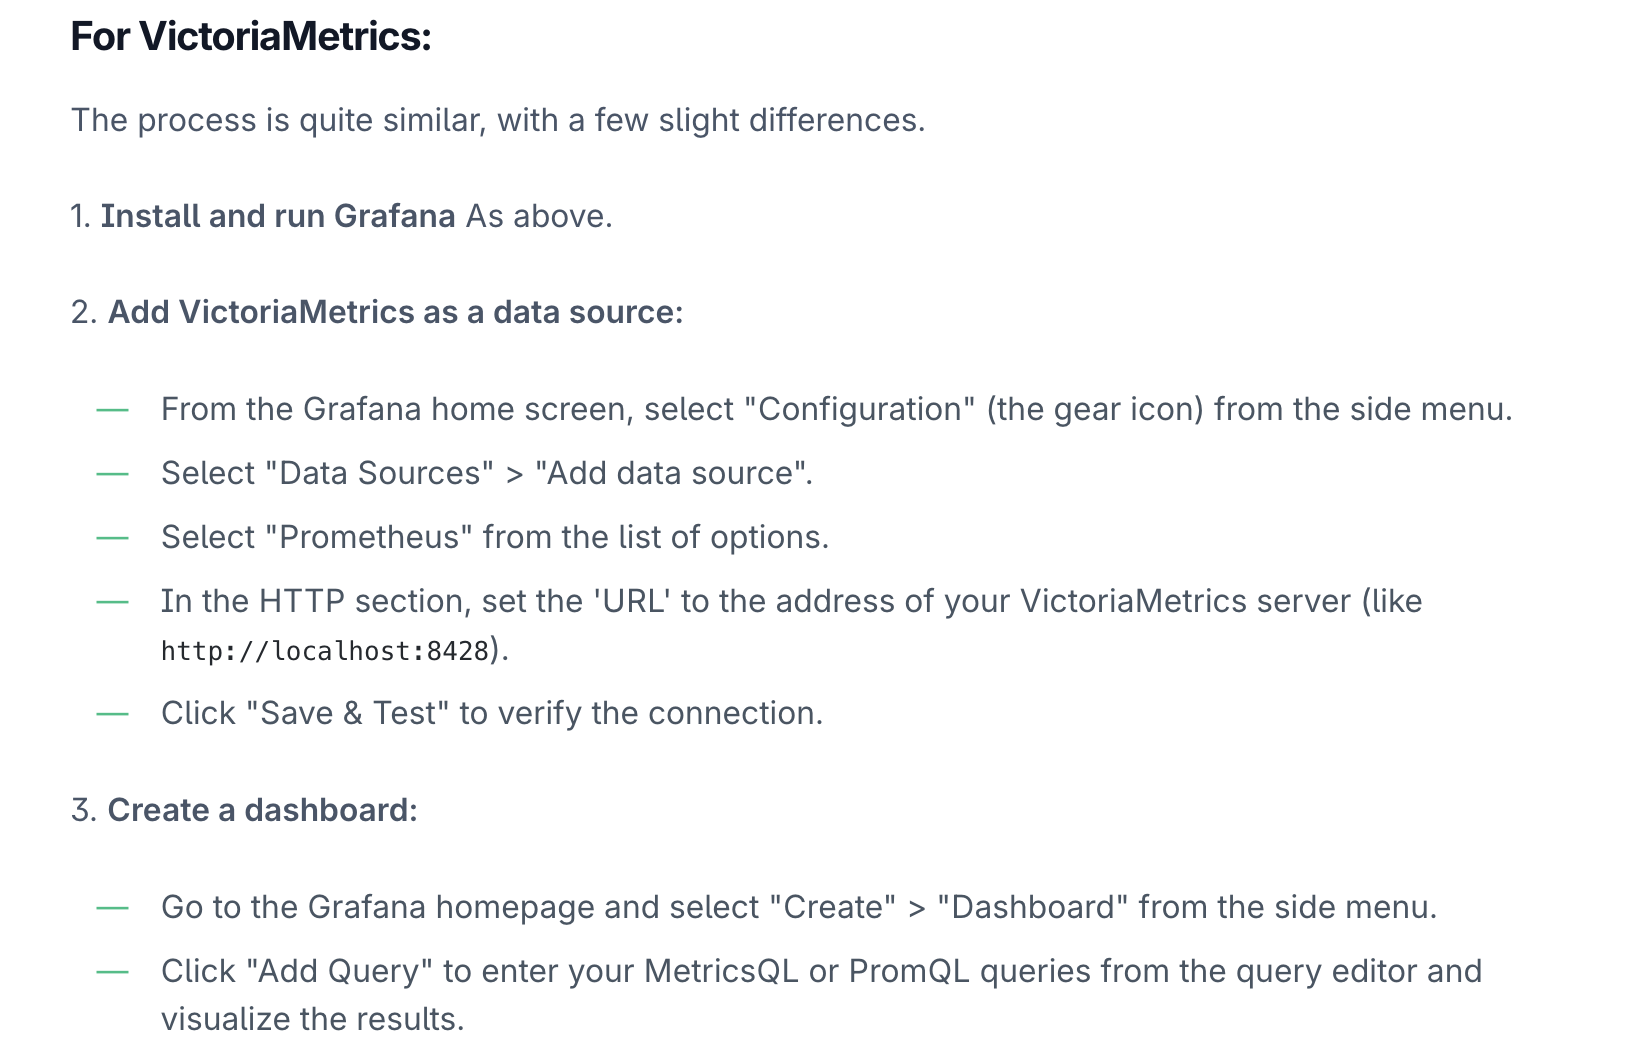 For VictoriaMetrics:
The process is quite similar, with a few slight differences.
1. Install and run Grafana As above.
2. Add VictoriaMetrics as a data source:
— From the Grafana home screen, select "Configuration" (the gear icon) from the side menu.
— Select "Data Sources" > "Add data source".
— Select "Prometheus" from the list of options.
— In the HTTP section, set the 'URL' to the address of your VictoriaMetrics server (like
http://localhost:8428).
— Click "Save & Test" to verify the connection.
3. Create a dashboard:
— Go to the Grafana homepage and select "Create" > "Dashboard" from the side menu.
— Click "Add Query" to enter your MetricsQL or PromQL queries from the query editor and
visualize the results.